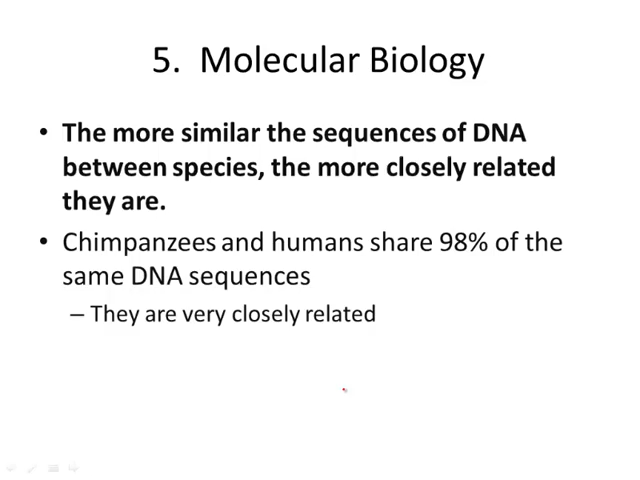 5. Molecular Biology
• The more similar the sequences of DNA
between species, the more closely related
they are.
• Chimpanzees and humans share 98% of the
same DNA sequences
– They are very closely related